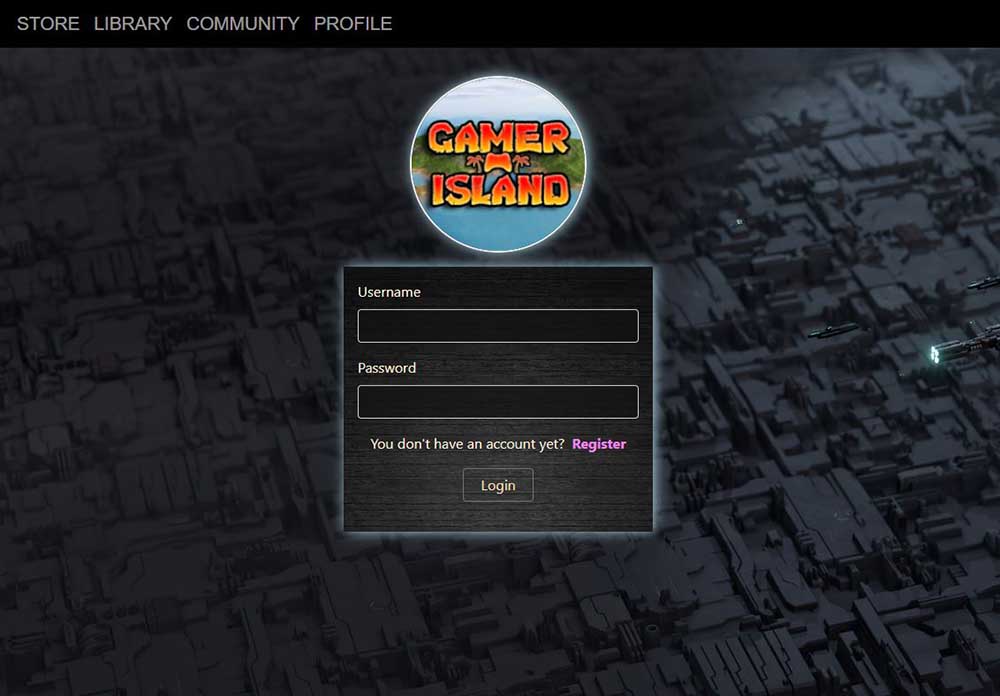 STORE LIBRARY COMMUNITY PROFILE
GAMER
ISLAND
Username
Password
You don't have an account yet? Register
Login